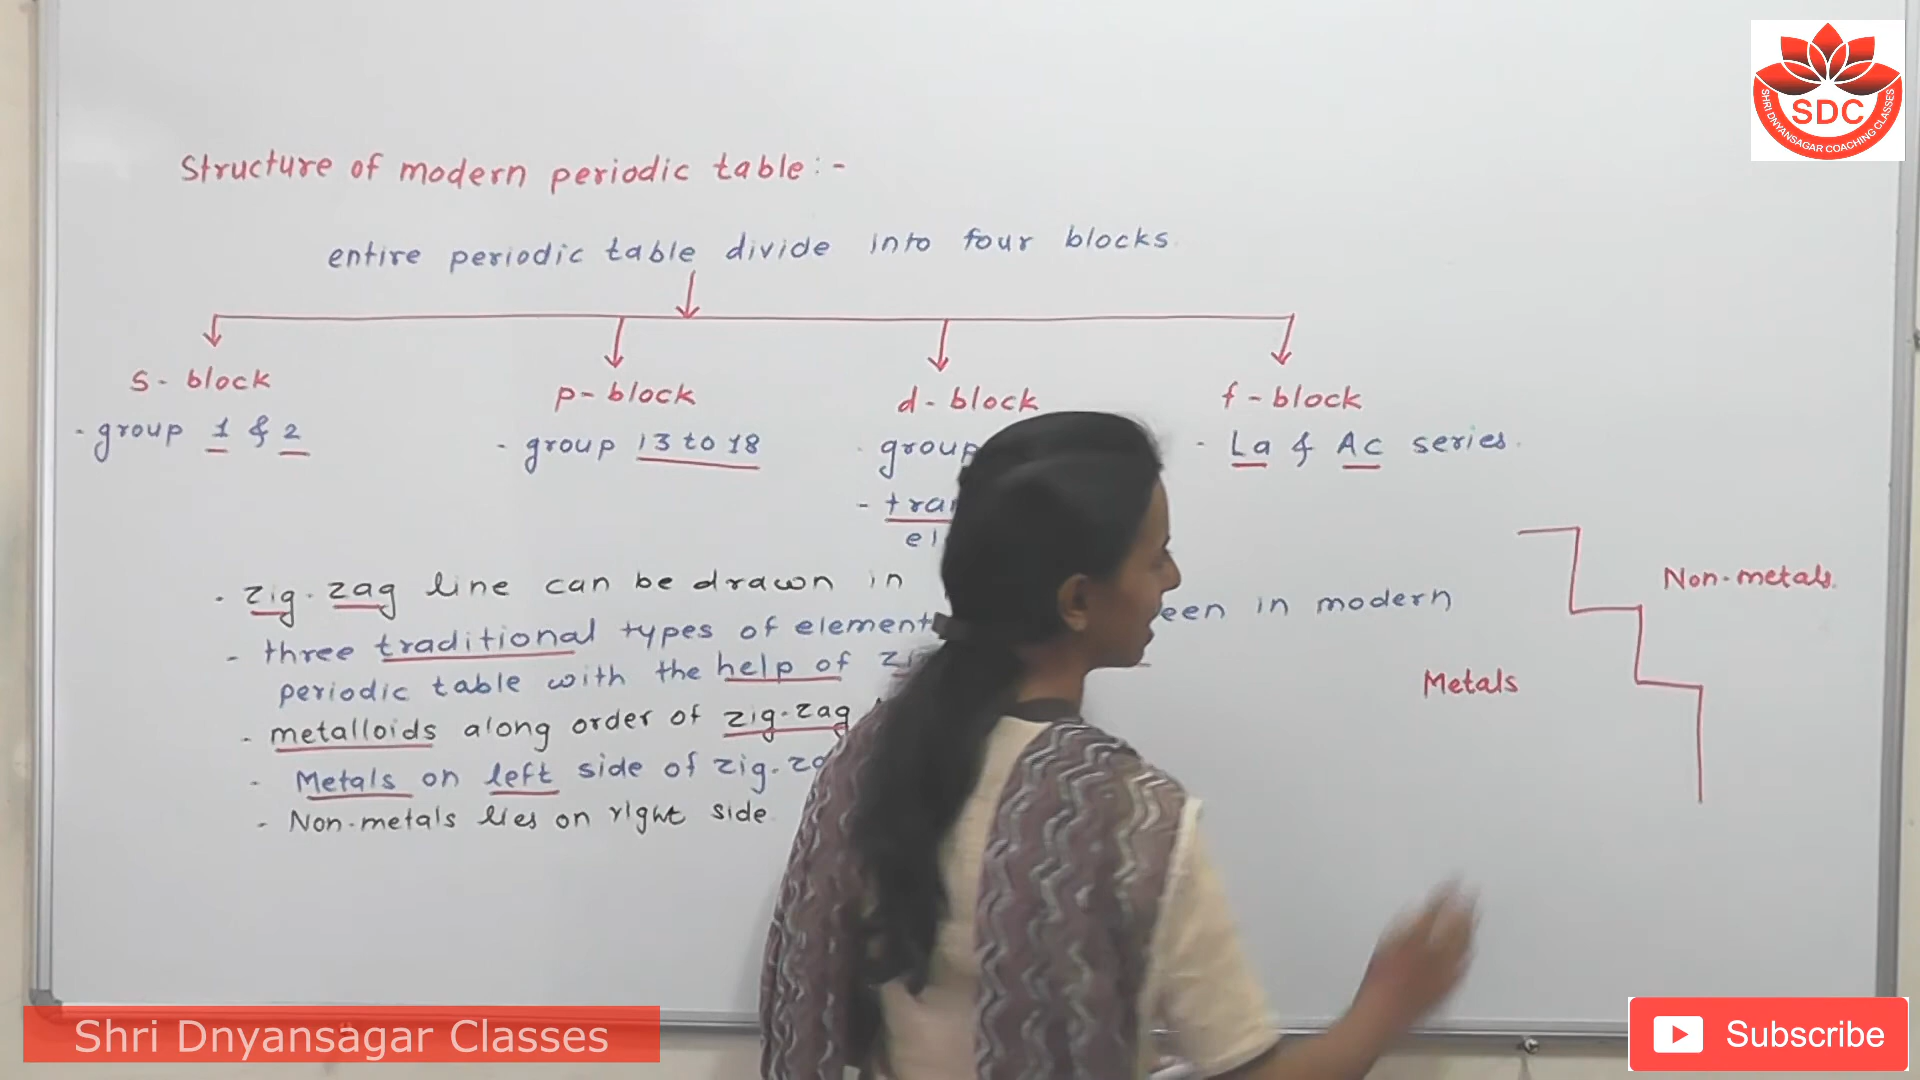 Structure of modern periodic table:-
entire periodic table divide into four blocks.
s-block
p-block
d-block
f-block
- group 1 & 2
- group 13 to 18
- group
- La & Ac series.
-
- zig-zag line can be drawn in
- three traditional types of element een in modern
periodic table with the help of
- metalloids along order of zig-zag
- Metals on left side of zig-
- Non-metals lies on right side
Non-metals
Metals
SDC
SHRI DNYANSAGAR COACHING CLASSES
Shri Dnyansagar Classes
Subscribe